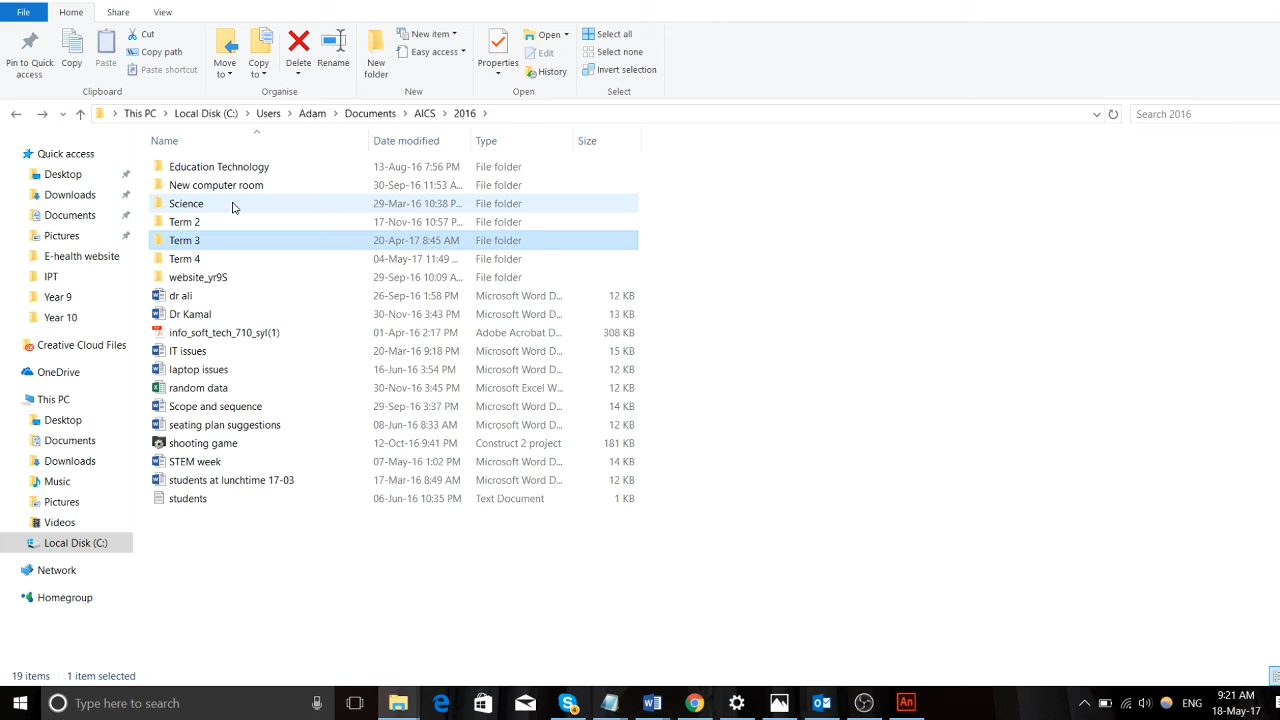 File Home Share View
Pin to Quick access
Copy
Paste
Cut
Copy path
Paste shortcut
Clipboard
Move to
Copy to
Delete
Rename
Organise
New folder
New item
Easy access
New
Properties
Open
Edit
History
Open
Select all
Select none
Invert selection
Select
This PC > Local Disk (C:) > Users > Adam > Documents > AICS > 2016 >
Search 2016
Quick access
Desktop
Downloads
Documents
Pictures
E-health website
IPT
Year 9
Year 10
Creative Cloud Files
OneDrive
This PC
Desktop
Documents
Downloads
Music
Pictures
Videos
Local Disk (C:)
Network
Homegroup
Name Date modified Type Size
Education Technology 13-Aug-16 7:56 PM File folder
New computer room 30-Sep-16 11:53 A... File folder
Science 29-Mar-16 10:38 P... File folder
Term 2 17-Nov-16 10:57 P... File folder
Term 3 20-Apr-17 8:45 AM File folder
Term 4 04-May-17 11:49 ... File folder
website_yr9S 29-Sep-16 10:09 A... File folder
dr ali 26-Sep-16 1:58 PM Microsoft Word D... 12 KB
Dr Kamal 30-Nov-16 3:43 PM Microsoft Word D... 13 KB
info_soft_tech_710_syl(1) 01-Apr-16 2:17 PM Adobe Acrobat D... 308 KB
IT issues 20-Mar-16 9:18 PM Microsoft Word D... 15 KB
laptop issues 16-Jun-16 3:54 PM Microsoft Word D... 12 KB
random data 30-Nov-16 3:45 PM Microsoft Excel W... 12 KB
Scope and sequence 29-Sep-16 3:37 PM Microsoft Word D... 14 KB
seating plan suggestions 08-Jun-16 8:33 AM Microsoft Word D... 12 KB
shooting game 12-Oct-16 9:41 PM Construct 2 project 181 KB
STEM week 07-May-16 1:02 PM Microsoft Word D... 14 KB
students at lunchtime 17-03 17-Mar-16 8:49 AM Microsoft Word D... 12 KB
students 06-Jun-16 10:35 PM Text Document 1 KB
19 items 1 item selected
Type here to search
An
ENG
9:21 AM
18-May-17